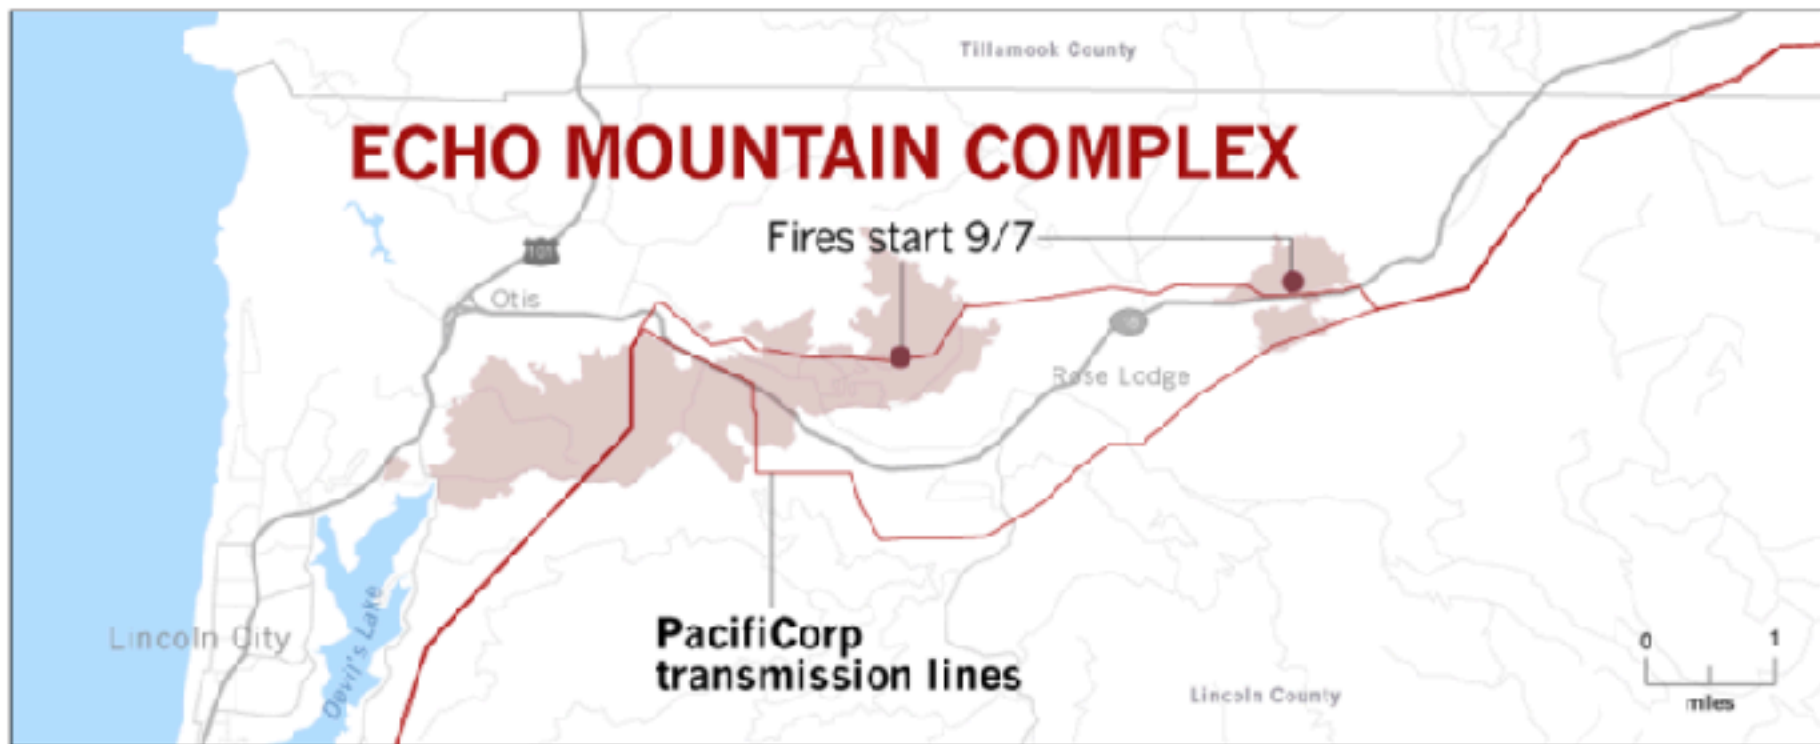 Tillamook County
ECHO MOUNTAIN COMPLEX
Fires start 9/7
101
Otis
Rose Lodge
PacifiCorp
transmission lines
Lincoln City
Devil's Lake
Lincoln County
0 1
miles